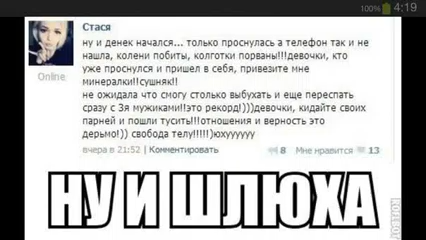 100% 4:19
Стася
ну и денек начался... только проснулась а телефон так и не
нашла, колени побиты, колготки порваны!!!девочки, кто
уже проснулся и пришел в себя, привезите мне
минералки!!сушняк!!
Online
не ожидала что смогу столько выбухать и еще переспать
сразу с 3я мужиками!!это рекорд!)))девочки, кидайте своих
парней и пошли тусить!!!отношения и верность это
дерьмо!)) свобода телу!!!!!)юхуууууу
вчера в 21:52 | Комментировать 8 Мне нравится 13
НУ И ШЛЮХА